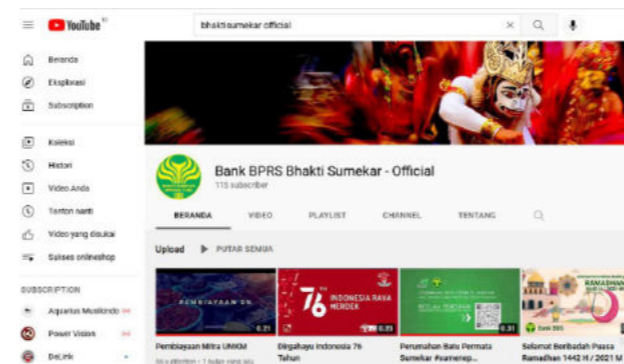 YouTube
bhaktisumekar official
Beranda
Eksplorasi
Subscription
Koleksi
Histori
Video Anda
Tonton nanti
Video yang disukai
Sukses onlineshop
SUBSCRIPTION
Aquarius Musikindo
Power Vision
BeLink
Bank BPRS Bhakti Sumekar - Official
115 subscriber
BERANDA VIDEO PLAYLIST CHANNEL TENTANG
Upload PUTAR SEMUA
PEMBIAYAAN
0.21
76 INDONESIA RAYA
MERDEK
0.23
0.31
RAMADHAN
Pembiayaan Mitra UMKM
Dirgahayu Indonesia 76
Tahun
Perumahan Batu Permata
Sumekar #sumenep...
Selamat Beribadah Puasa
Ramadhan 1442 H / 2021 M